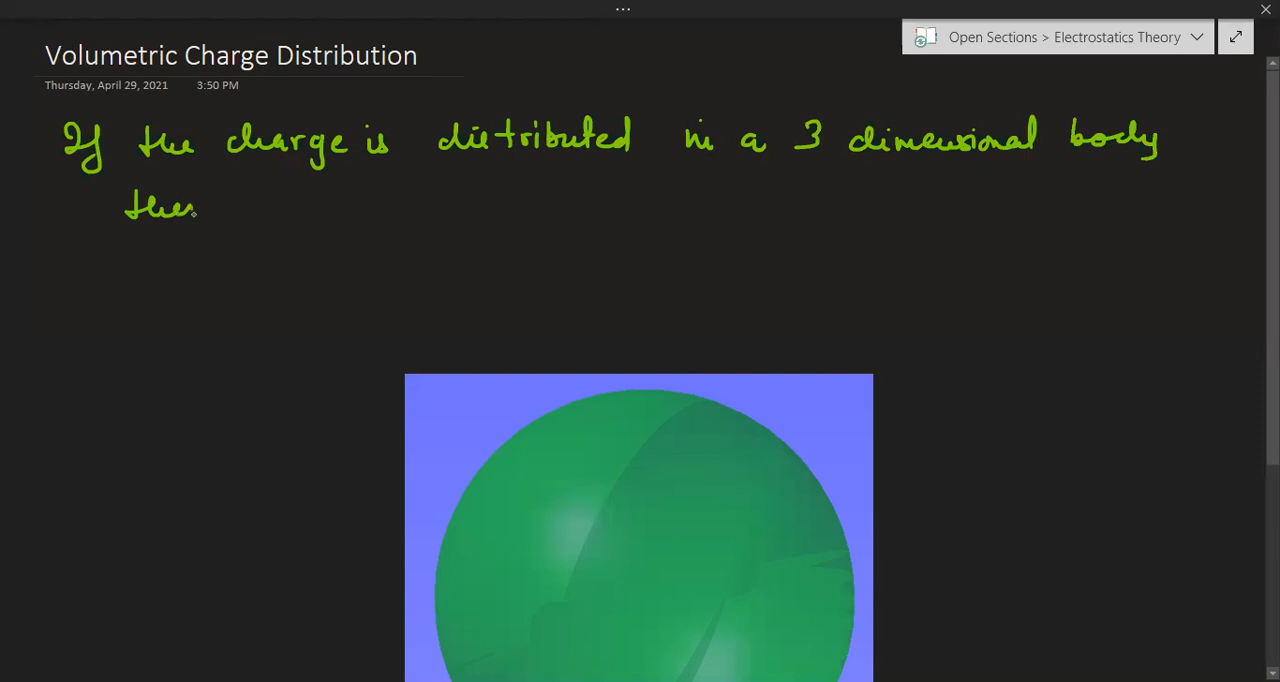 ...
Open Sections > Electrostatics Theory
Volumetric Charge Distribution
Thursday, April 29, 2021 3:50 PM
If the charge is distributed in a 3 dimensional body
then